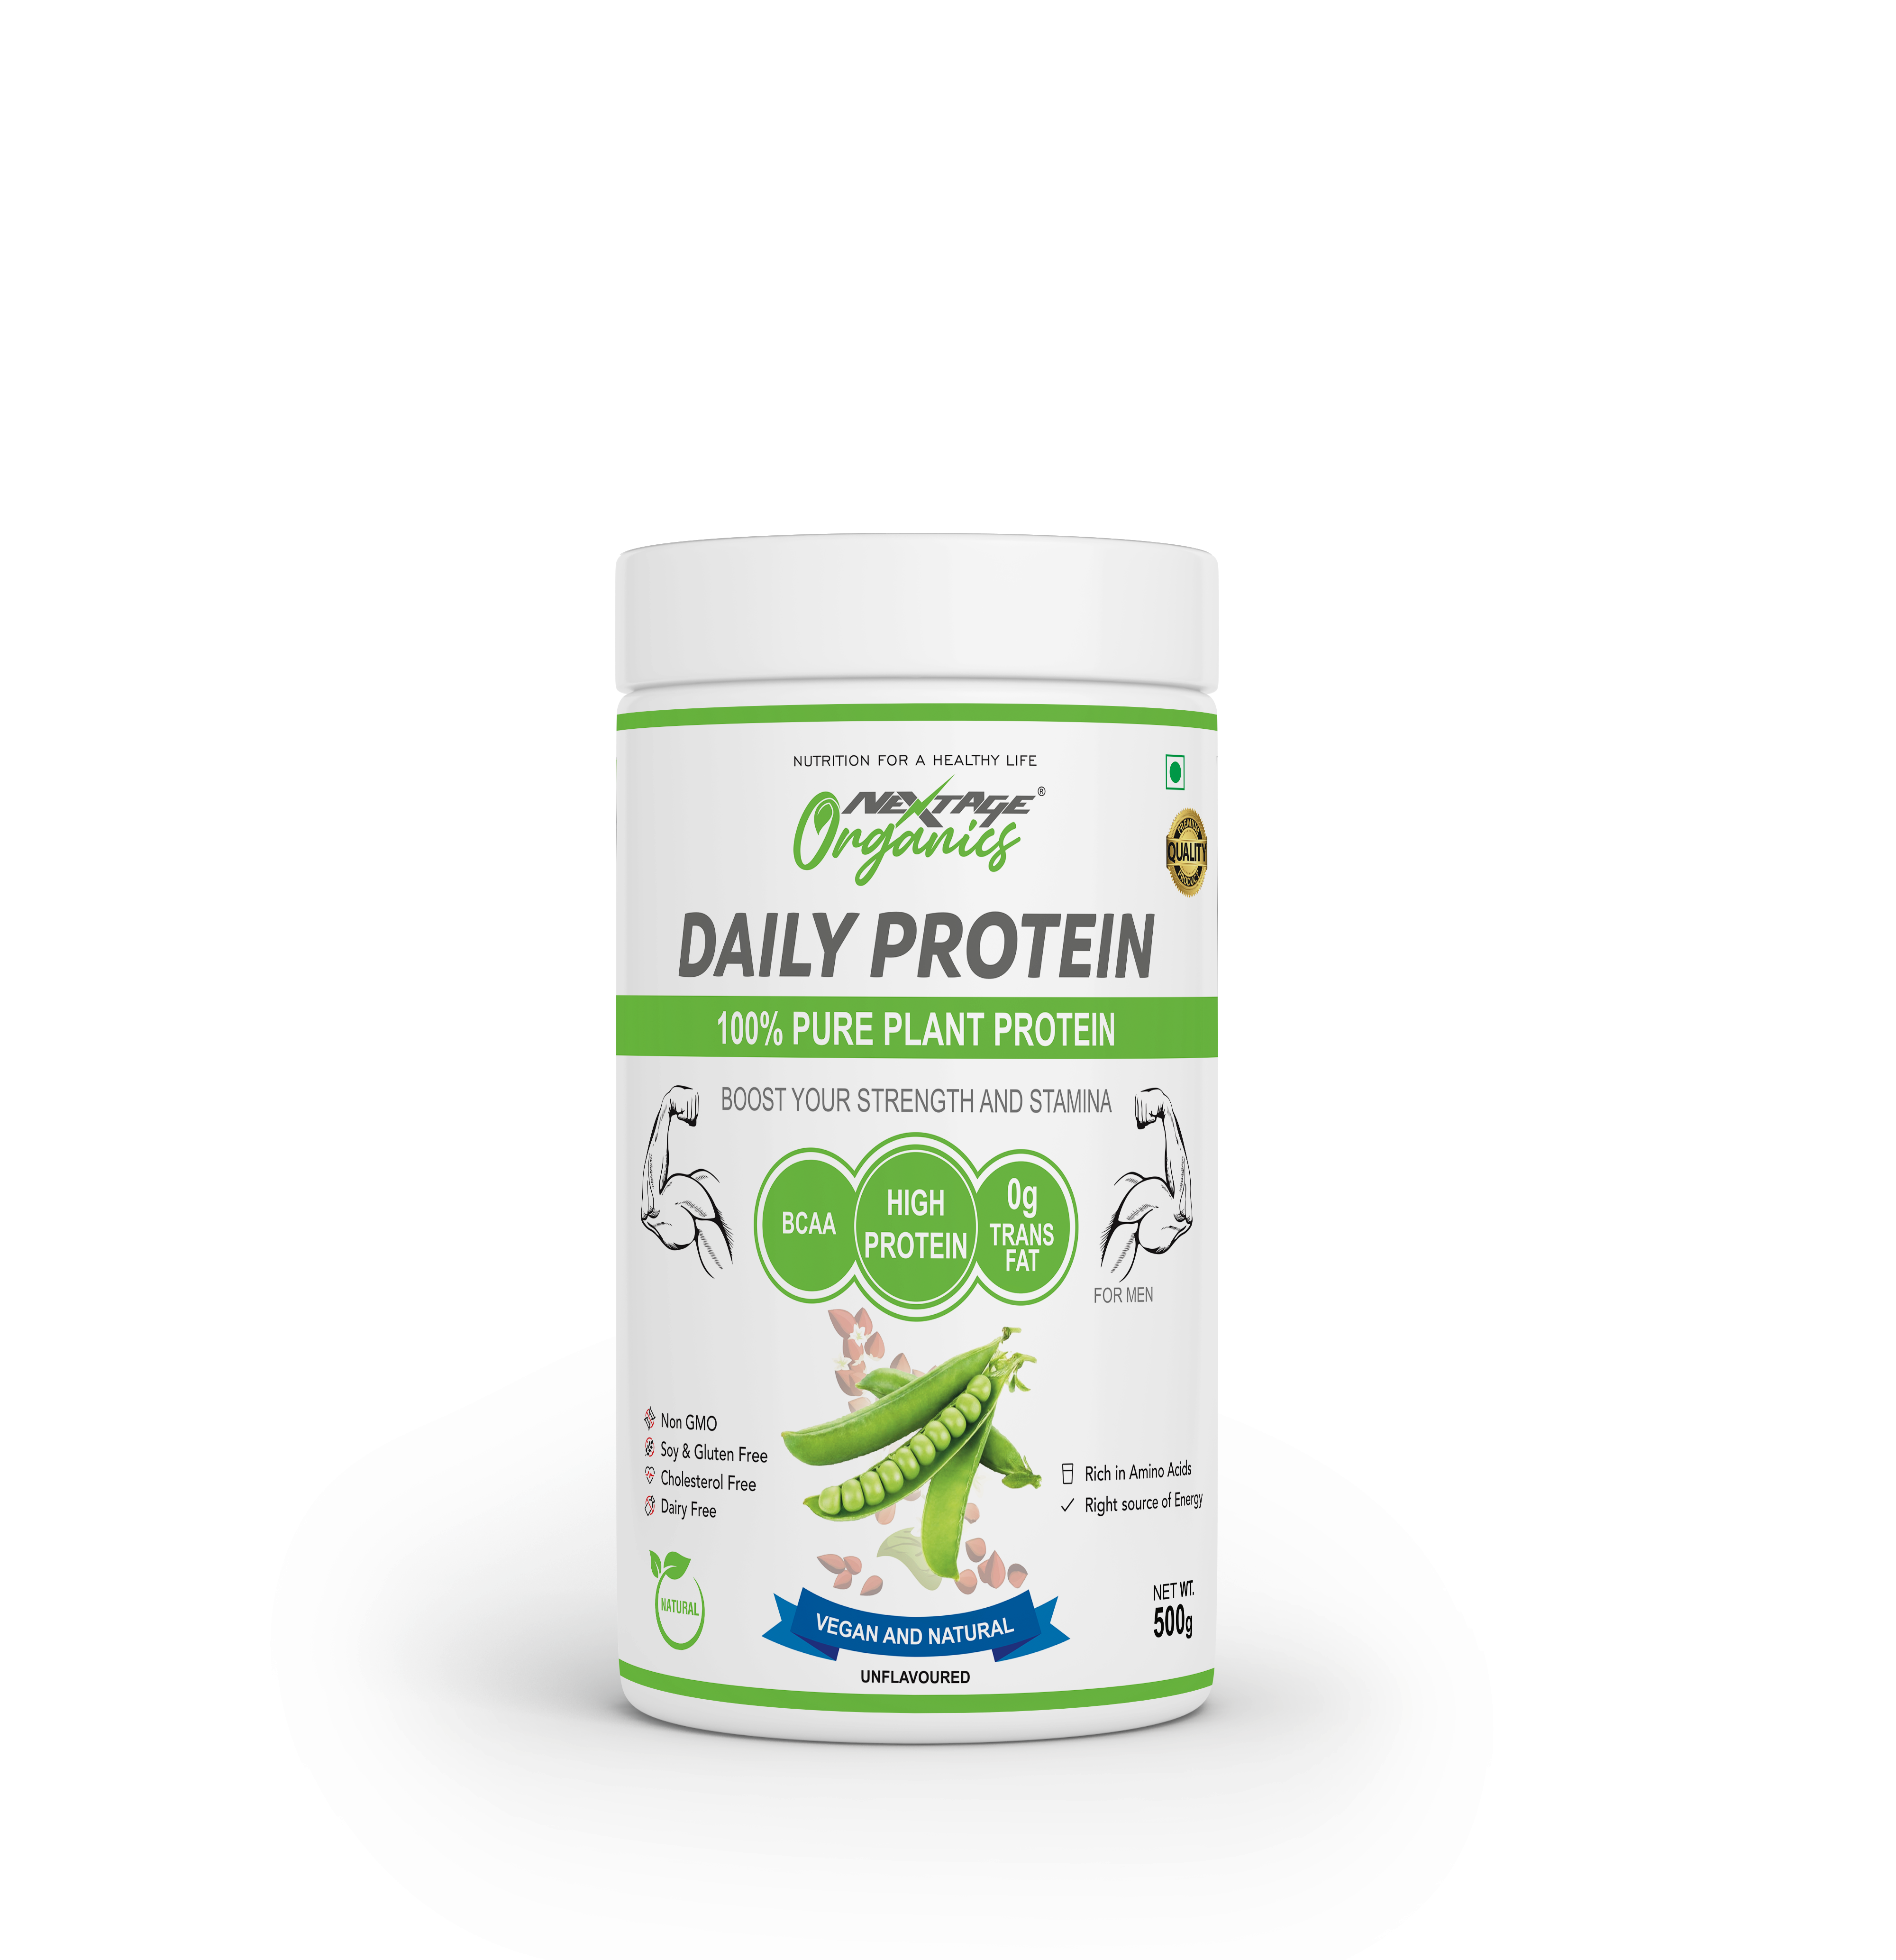 NUTRITION FOR A HEALTHY LIFE
NEXTAGE®
Organics
PREMIUM
QUALITY
PRODUCT
DAILY PROTEIN
100% PURE PLANT PROTEIN
BOOST YOUR STRENGTH AND STAMINA
BCAA
HIGH
PROTEIN
0g
TRANS
FAT
FOR MEN
Non GMO
Soy & Gluten Free
Cholesterol Free
Dairy Free
Rich in Amino Acids
Right source of Energy
NATURAL
VEGAN AND NATURAL
UNFLAVOURED
NET WT.
500g